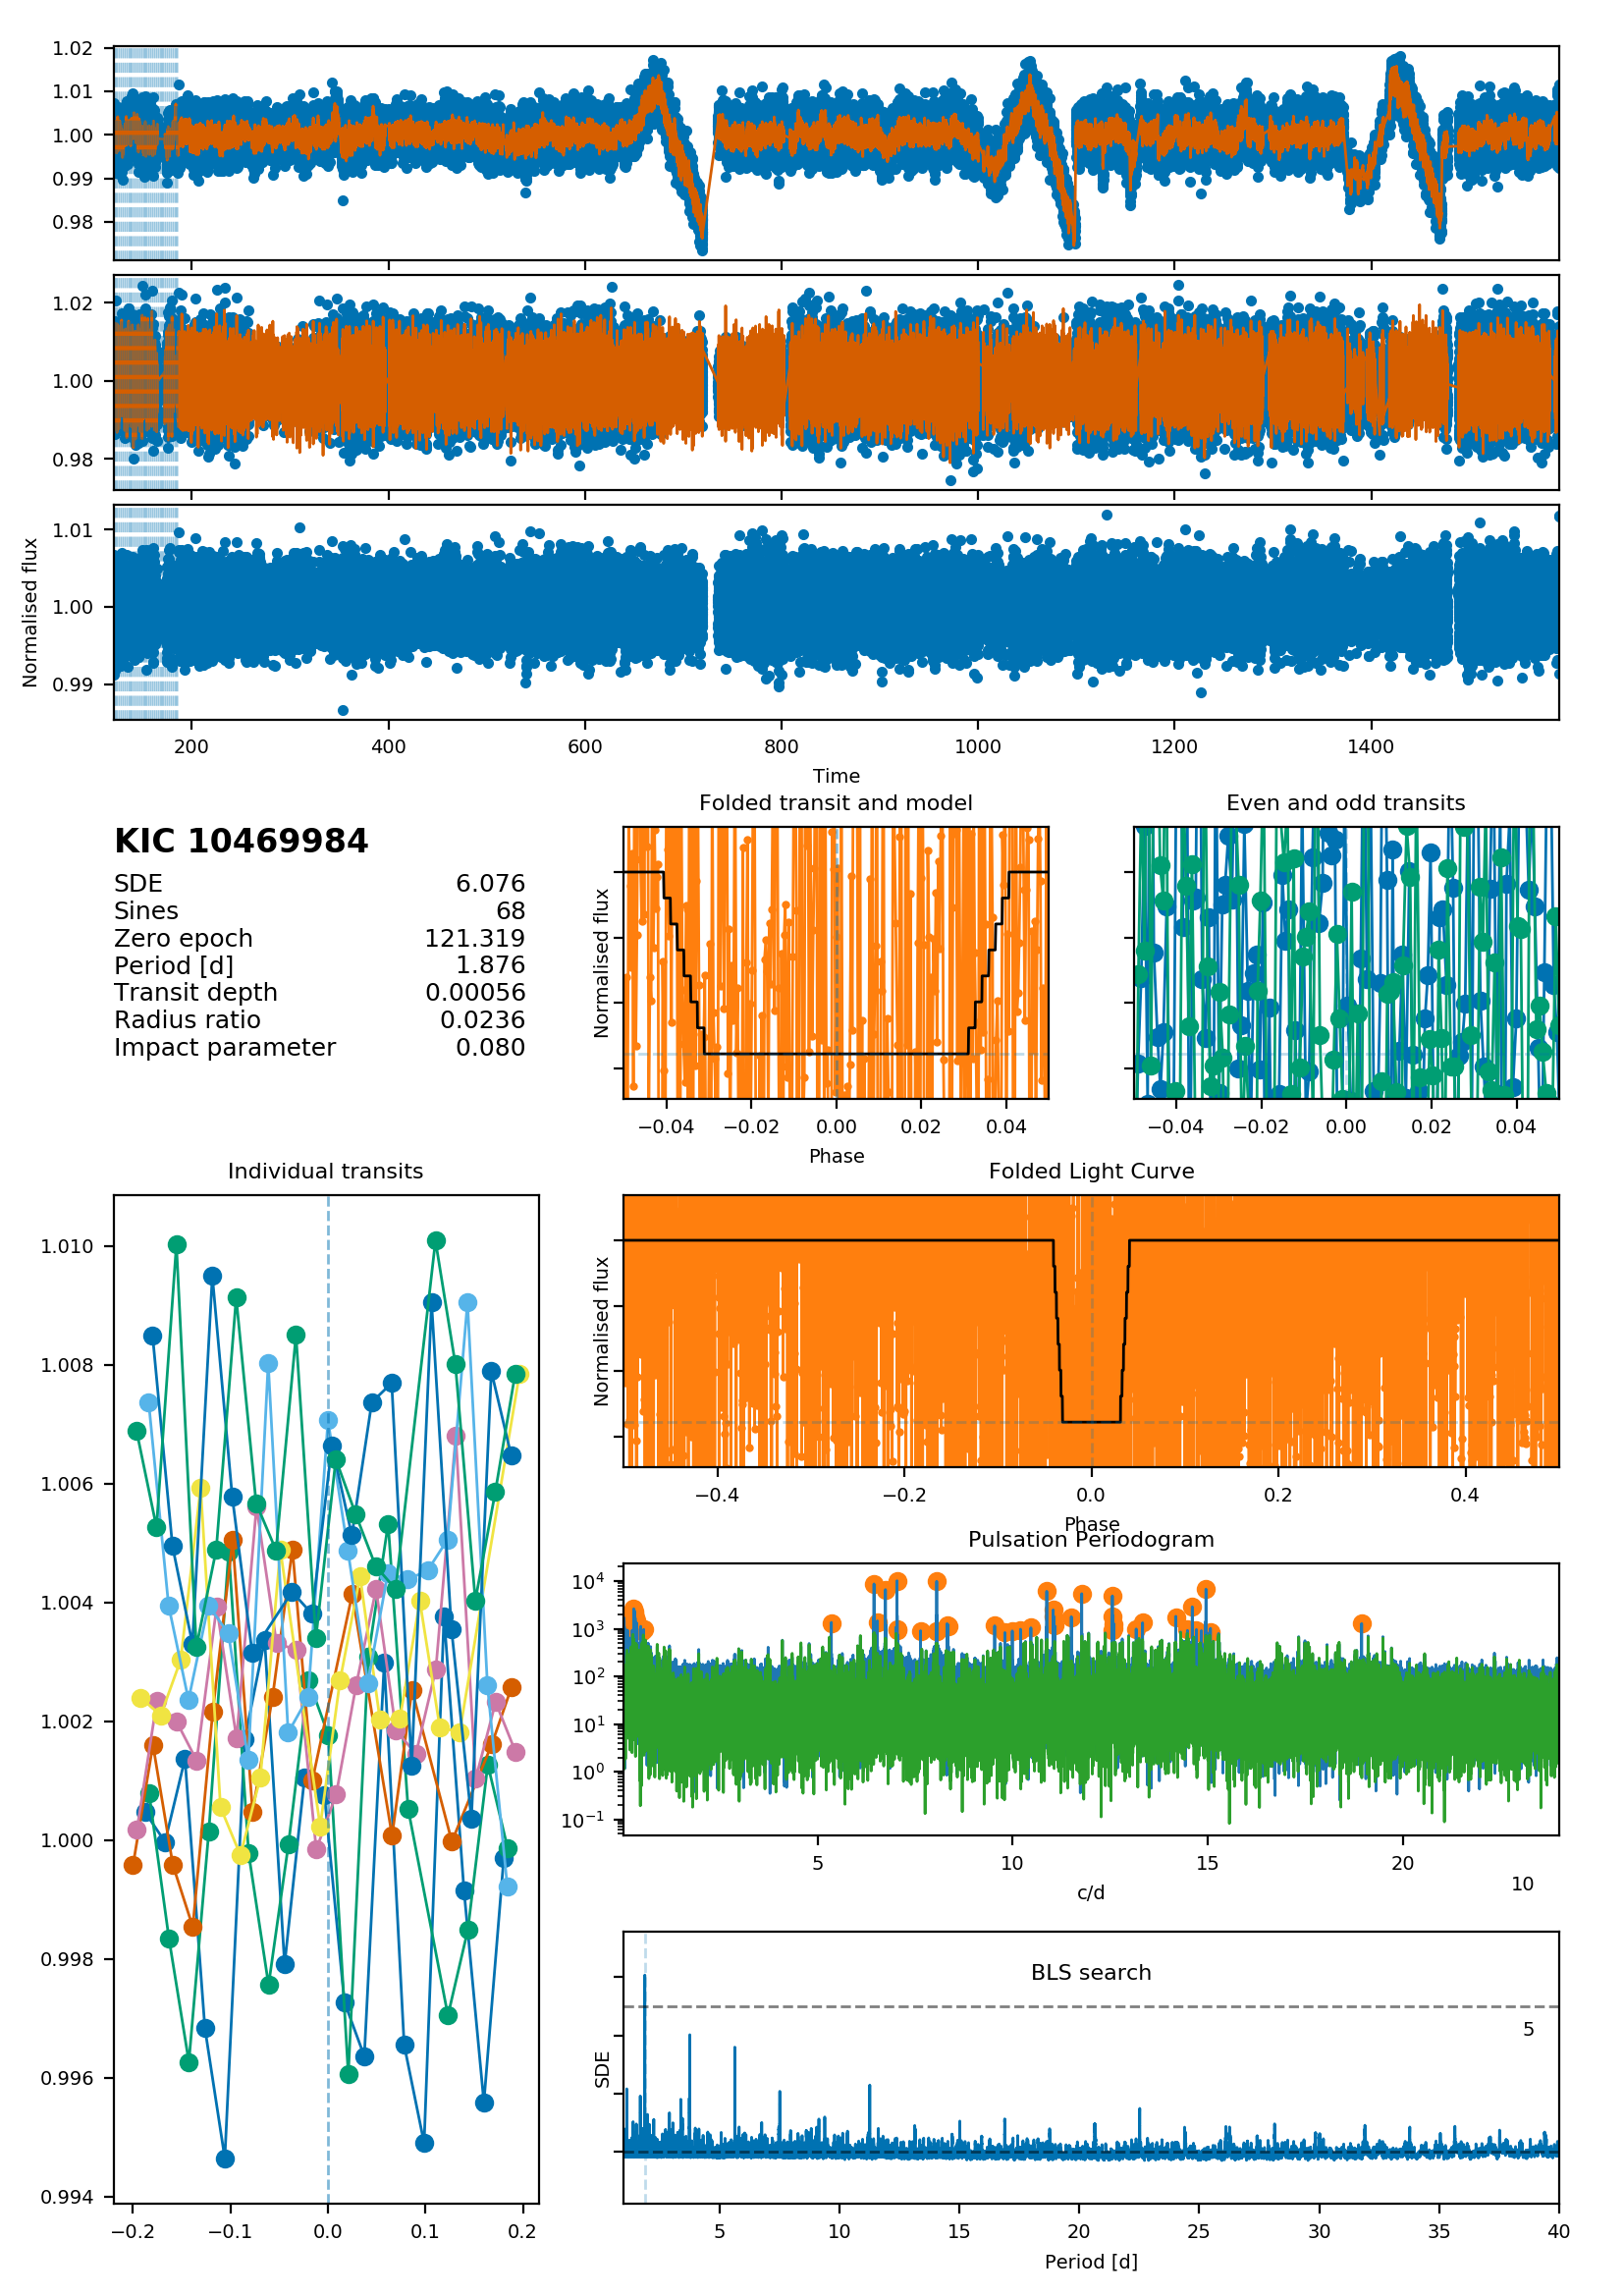 1.02
1.01
1.00
0.99
0.98
1.02
1.00
0.98
1.01
1.00
0.99
Normalised flux
200 400 600 800 1000 1200 1400
Time
KIC 10469984
SDE 6.076
Sines 68
Zero epoch 121.319
Period [d] 1.876
Transit depth 0.00056
Radius ratio 0.0236
Impact parameter 0.080
Folded transit and model
Normalised flux
−0.04 −0.02 0.00 0.02 0.04
Phase
Even and odd transits
−0.04 −0.02 0.00 0.02 0.04
Individual transits
1.010
1.008
1.006
1.004
1.002
1.000
0.998
0.996
0.994
−0.2 −0.1 0.0 0.1 0.2
Folded Light Curve
Normalised flux
−0.4 −0.2 0.0 0.2 0.4
Phase
Pulsation Periodogram
10⁴
10³
10²
10¹
10⁰
10⁻¹
5 10 15 20
c/d
10
BLS search
5
SDE
5 10 15 20 25 30 35 40
Period [d]